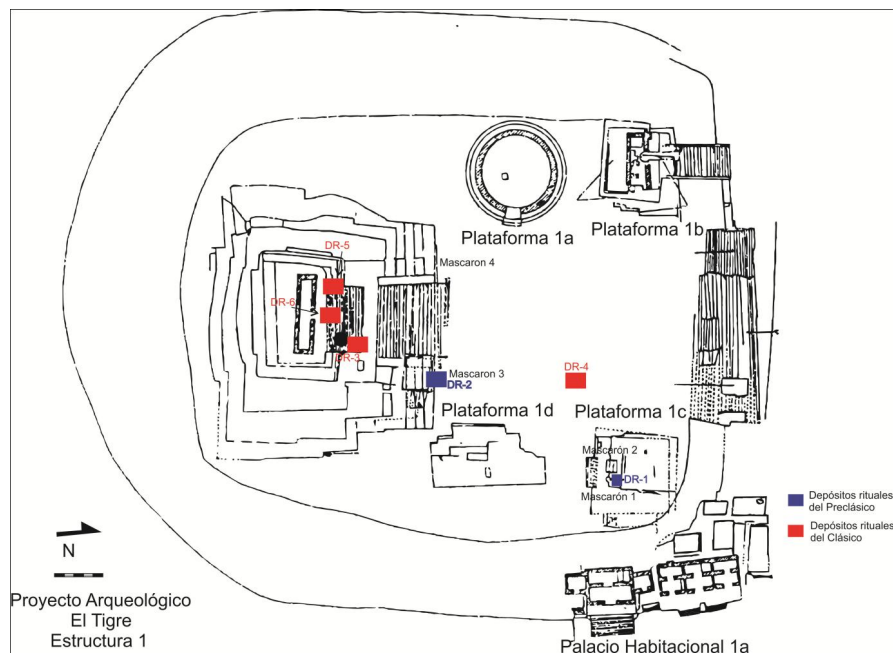 Plataforma 1a
Plataforma 1b
DR-5
Mascaron 4
DR-6
DR-3
Mascaron 3
DR-2
DR-4
Plataforma 1d
Plataforma 1c
Mascarón 2
DR-1
Mascarón 1
Depósitos rituales
del Preclásico
Depósitos rituales
del Clásico
N
Proyecto Arqueológico
El Tigre
Estructura 1
Palacio Habitacional 1a